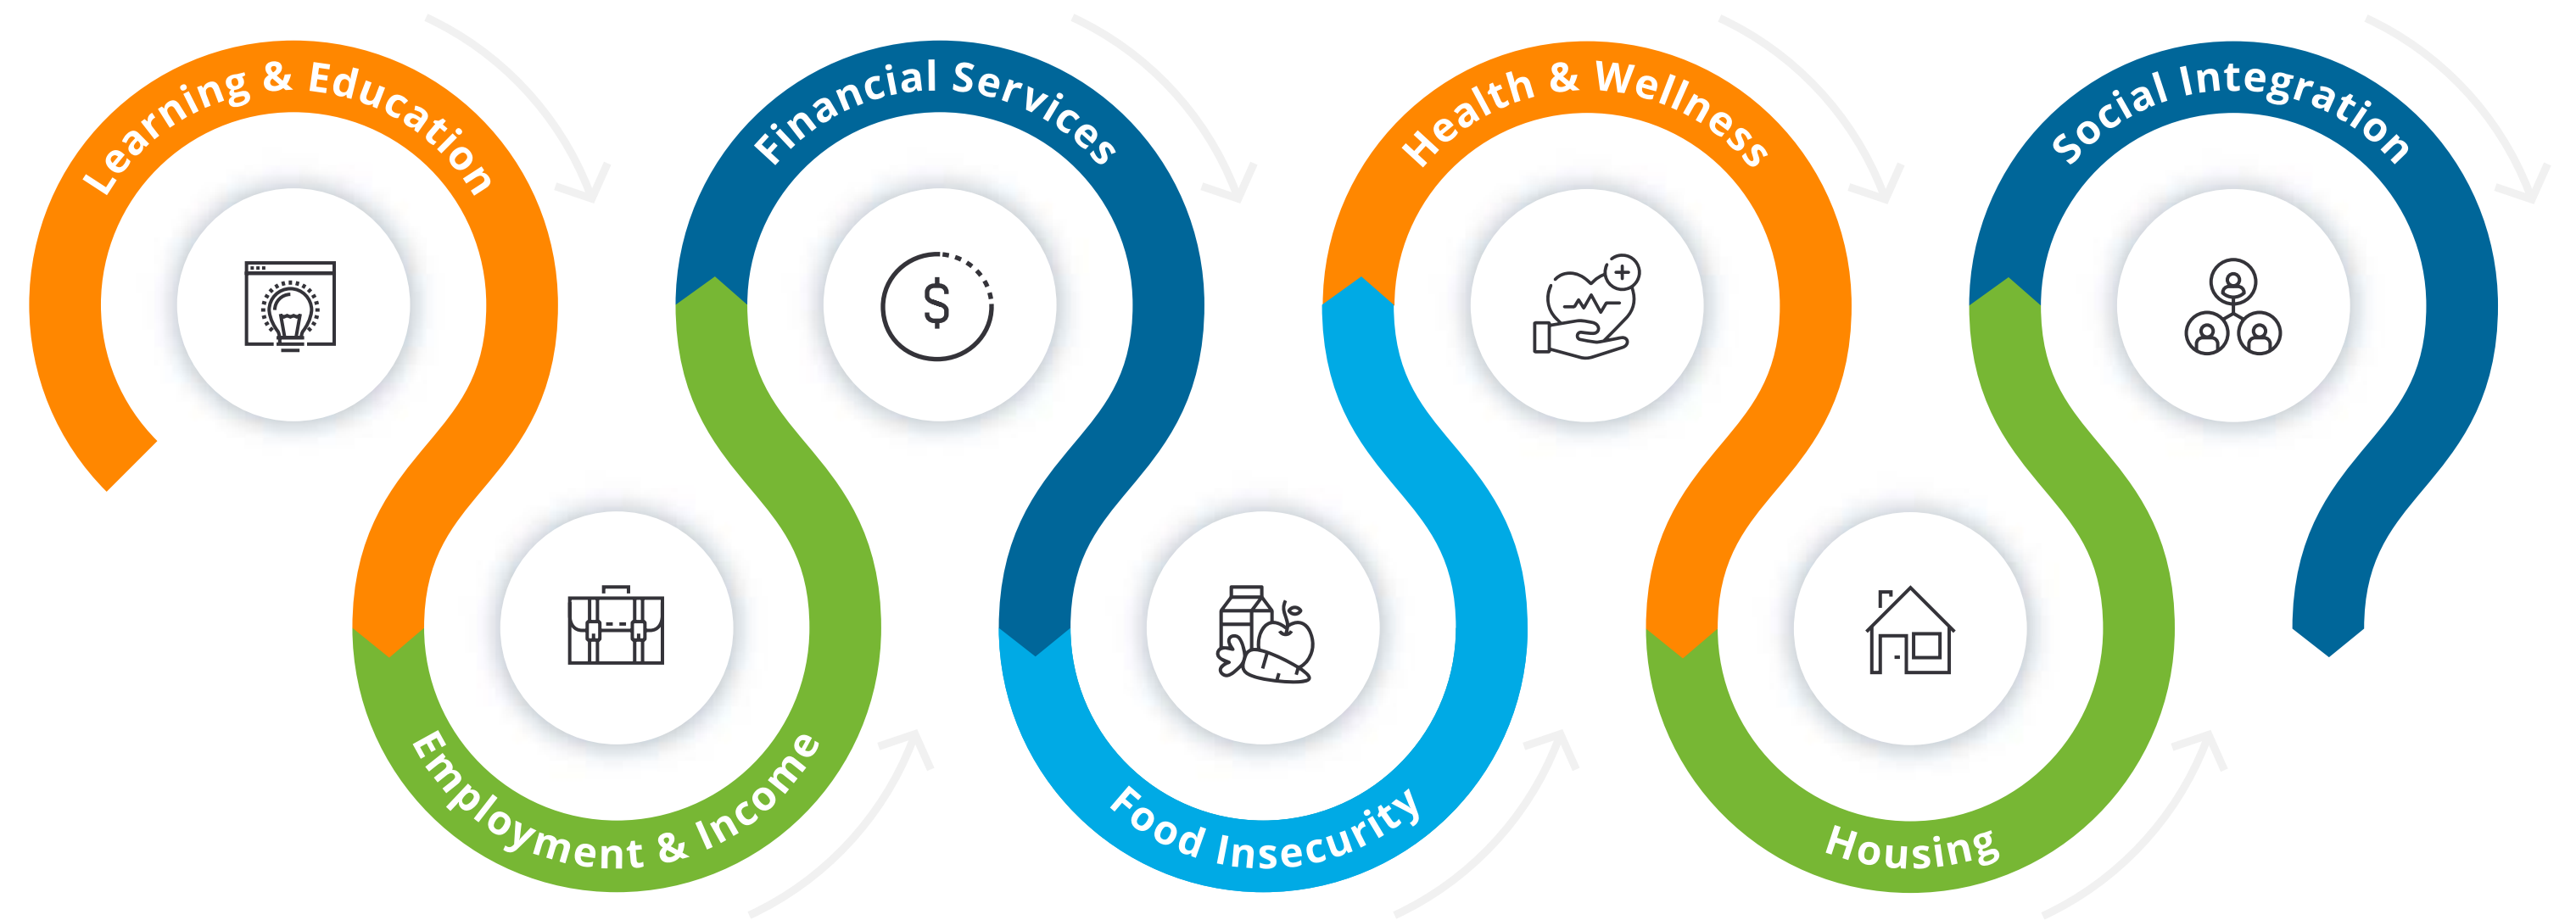 Learning & Education
Employment & Income
Financial Services
Food Insecurity
Health & Wellness
Housing
Social Integration
$